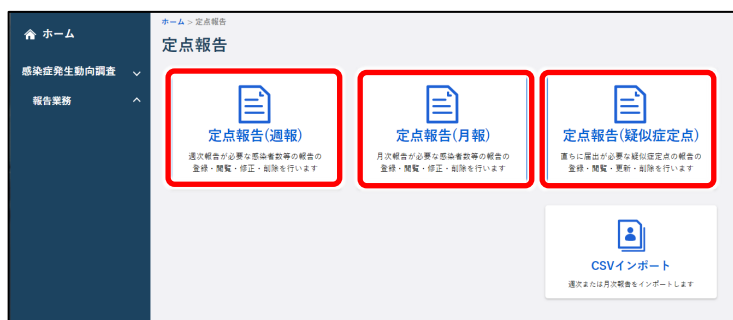 ホーム
感染症発生動向調査
報告業務
ホーム > 定点報告
定点報告
定点報告(週報)
週次報告が必要な感染者数等の報告の
登録・閲覧・修正・削除を行います
定点報告(月報)
月次報告が必要な感染者数等の報告の
登録・閲覧・修正・削除を行います
定点報告(疑似症定点)
直ちに届出が必要な疑似症定点の報告の
登録・閲覧・更新・削除を行います
CSVインポート
週次または月次報告をインポートします